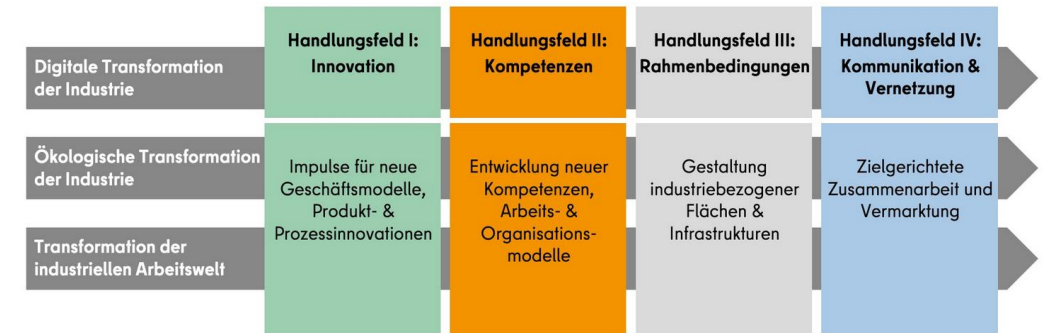 Digitale Transformation
der Industrie
Ökologische Transformation
der Industrie
Transformation der
industriellen Arbeitswelt
Handlungsfeld I:
Innovation
Impulse für neue
Geschäftsmodelle,
Produkt- &
Prozessinnovationen
Handlungsfeld II:
Kompetenzen
Entwicklung neuer
Kompetenzen,
Arbeits- &
Organisations-
modelle
Handlungsfeld III:
Rahmenbedingungen
Gestaltung
industriebezogener
Flächen &
Infrastrukturen
Handlungsfeld IV:
Kommunikation &
Vernetzung
Zielgerichtete
Zusammenarbeit und
Vermarktung